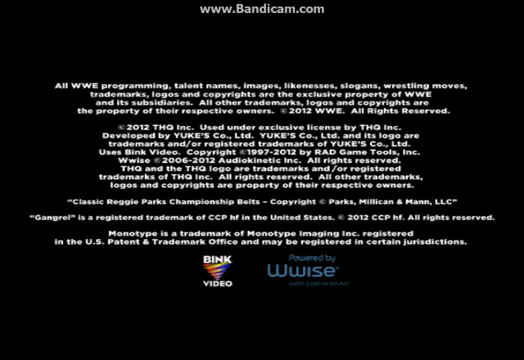 www.Bandicam.com
All WWE programming, talent names, images, likenesses, slogans, wrestling moves,
trademarks, logos and copyrights are the exclusive property of WWE
and its subsidiaries. All other trademarks, logos and copyrights are
the property of their respective owners. ©2012 WWE. All Rights Reserved.
©2012 THQ Inc. Used under exclusive license by THQ Inc.
Developed by YUKE'S Co., Ltd. YUKE'S Co., Ltd. and its logo are
trademarks and/or registered trademarks of YUKE'S Co., Ltd.
Uses Bink Video. Copyright ©1997-2012 by RAD Game Tools, Inc.
Wwise ©2006-2012 Audiokinetic Inc. All rights reserved.
THQ and the THQ logo are trademarks and/or registered
trademarks of THQ Inc. All rights reserved. All other trademarks,
logos and copyrights are property of their respective owners.
"Classic Reggie Parks Championship Belts – Copyright © Parks, Millican & Mann, LLC"
"Gangrel" is a registered trademark of CCP hf in the United States. © 2012 CCP hf. All rights reserved.
Monotype is a trademark of Monotype Imaging Inc. registered
in the U.S. Patent & Trademark Office and may be registered in certain jurisdictions.
BINK
VIDEO
Powered by
Wwise
audio pipeline solution